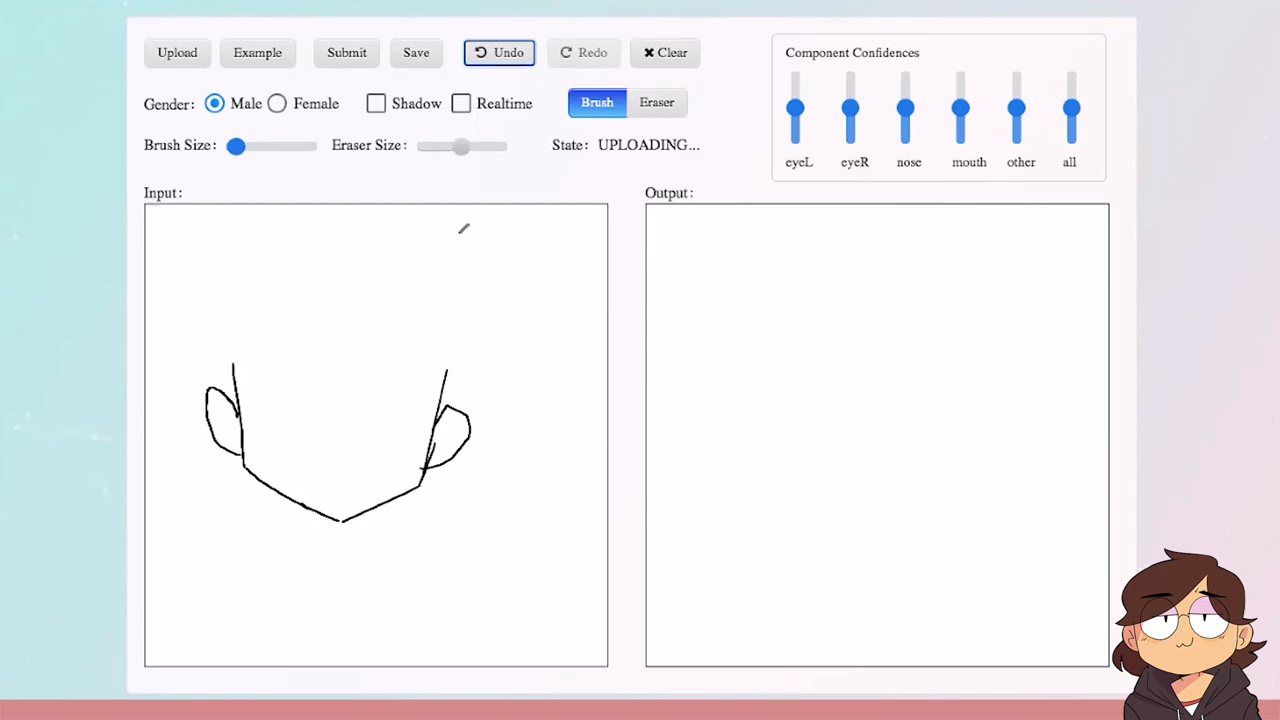 Upload Example Submit Save Undo Redo Clear
Component Confidences
Gender: Male Female Shadow Realtime Brush Eraser
Brush Size: Eraser Size: State: UPLOADING...
eyeL eyeR nose mouth other all
Input: Output: